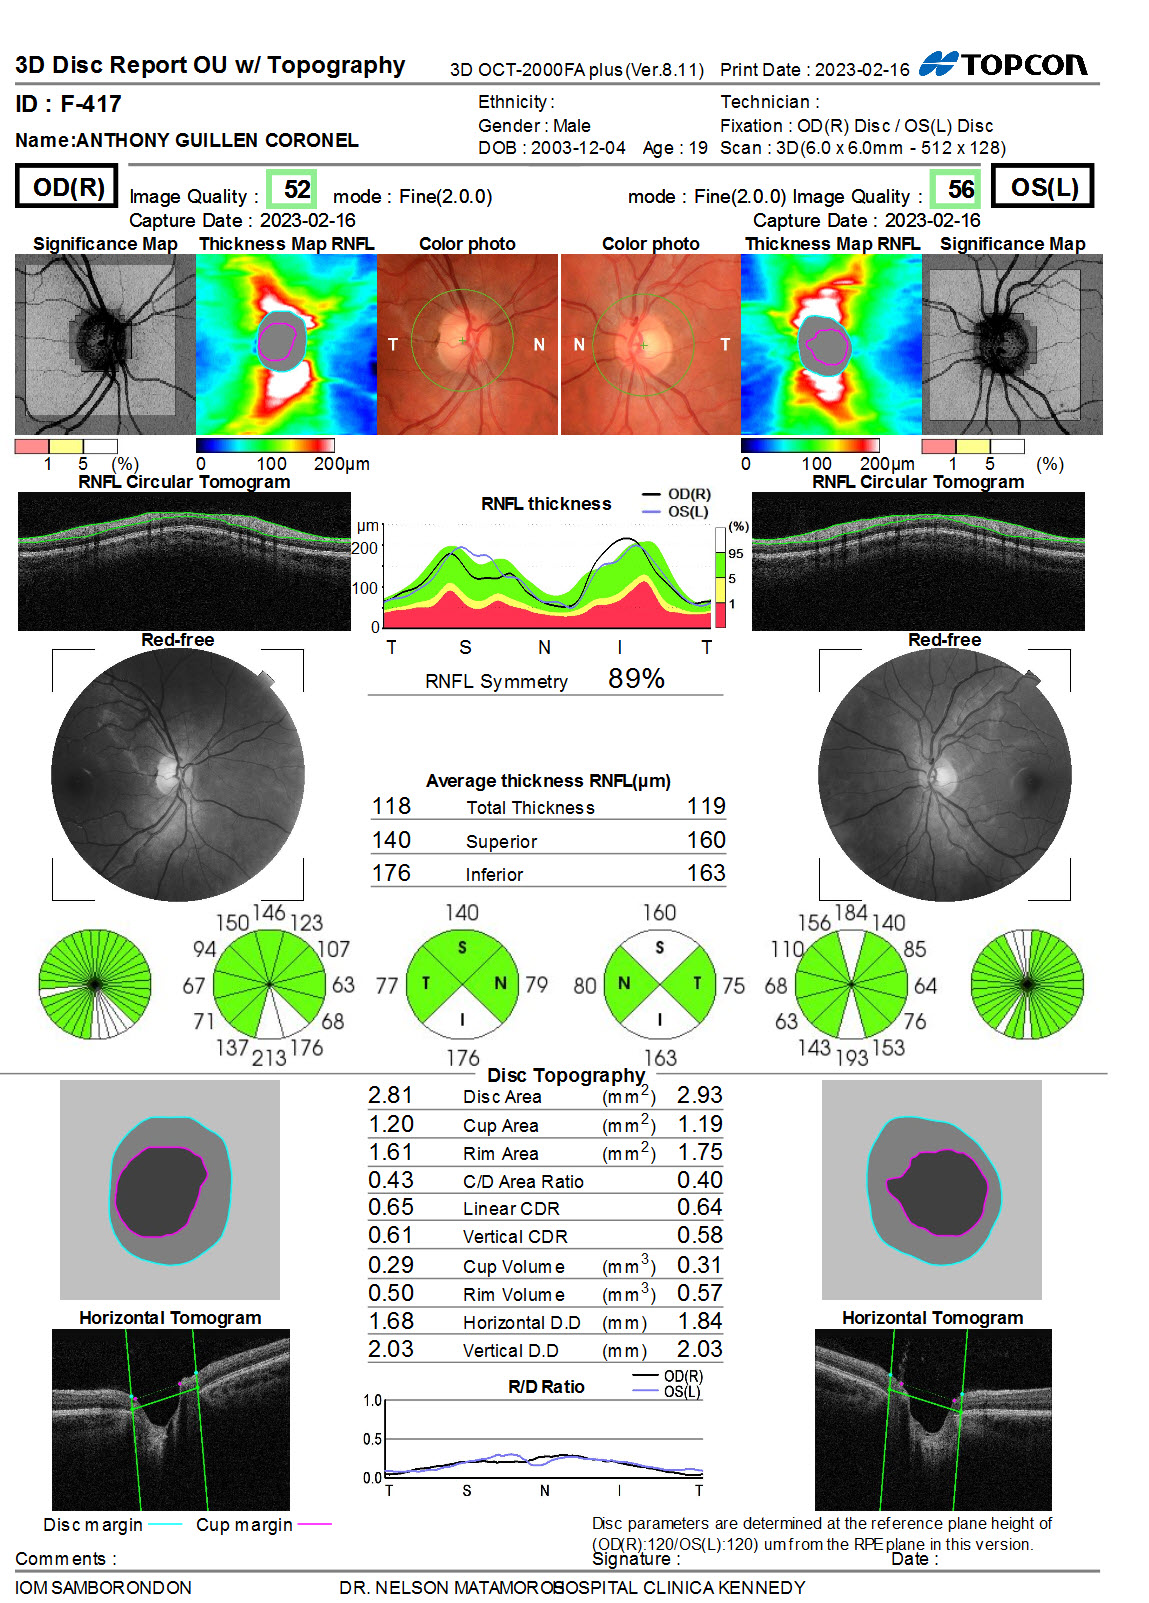 3D Disc Report OU w/ Topography 3D OCT-2000FA plus(Ver.8.11) Print Date : 2023-02-16 TOPCON
ID : F-417 Ethnicity : Technician :
Gender : Male Fixation : OD(R) Disc / OS(L) Disc
Name:ANTHONY GUILLEN CORONEL DOB : 2003-12-04 Age : 19 Scan : 3D(6.0 x 6.0mm - 512 x 128)
OD(R) Image Quality : 52 mode : Fine(2.0.0) mode : Fine(2.0.0) Image Quality : 56 OS(L)
Capture Date : 2023-02-16 Capture Date : 2023-02-16
Significance Map Thickness Map RNFL Color photo Color photo Thickness Map RNFL Significance Map
T N N T
1 5 (%) 0 100 200µm 0 100 200µm 1 5 (%)
RNFL Circular Tomogram RNFL Circular Tomogram
RNFL thickness OD(R)
OS(L)
µm (%)
200 95
100 5
1
0
T S N I T
RNFL Symmetry 89%
Red-free Red-free
Average thickness RNFL(µm)
118 Total Thickness 119
140 Superior 160
176 Inferior 163
150 146 123 140 160 156 184 140
94 107 S S 110 85
67 63 77 T N 79 80 N T 75 68 64
71 68 I I 63 76
137 213 176 176 163 143 193 153
Disc Topography
2.81 Disc Area (mm2) 2.93
1.20 Cup Area (mm2) 1.19
1.61 Rim Area (mm2) 1.75
0.43 C/D Area Ratio 0.40
0.65 Linear CDR 0.64
0.61 Vertical CDR 0.58
0.29 Cup Volume (mm3) 0.31
0.50 Rim Volume (mm3) 0.57
1.68 Horizontal D.D (mm) 1.84
2.03 Vertical D.D (mm) 2.03
Horizontal Tomogram Horizontal Tomogram
R/D Ratio OD(R)
OS(L)
1.0
0.5
0.0
T S N I T
Disc margin Cup margin
Disc parameters are determined at the reference plane height of
(OD(R):120/OS(L):120) um from the RPE plane in this version.
Comments : Signature : Date :
IOM SAMBORONDON DR. NELSON MATAMOROS HOSPITAL CLINICA KENNEDY